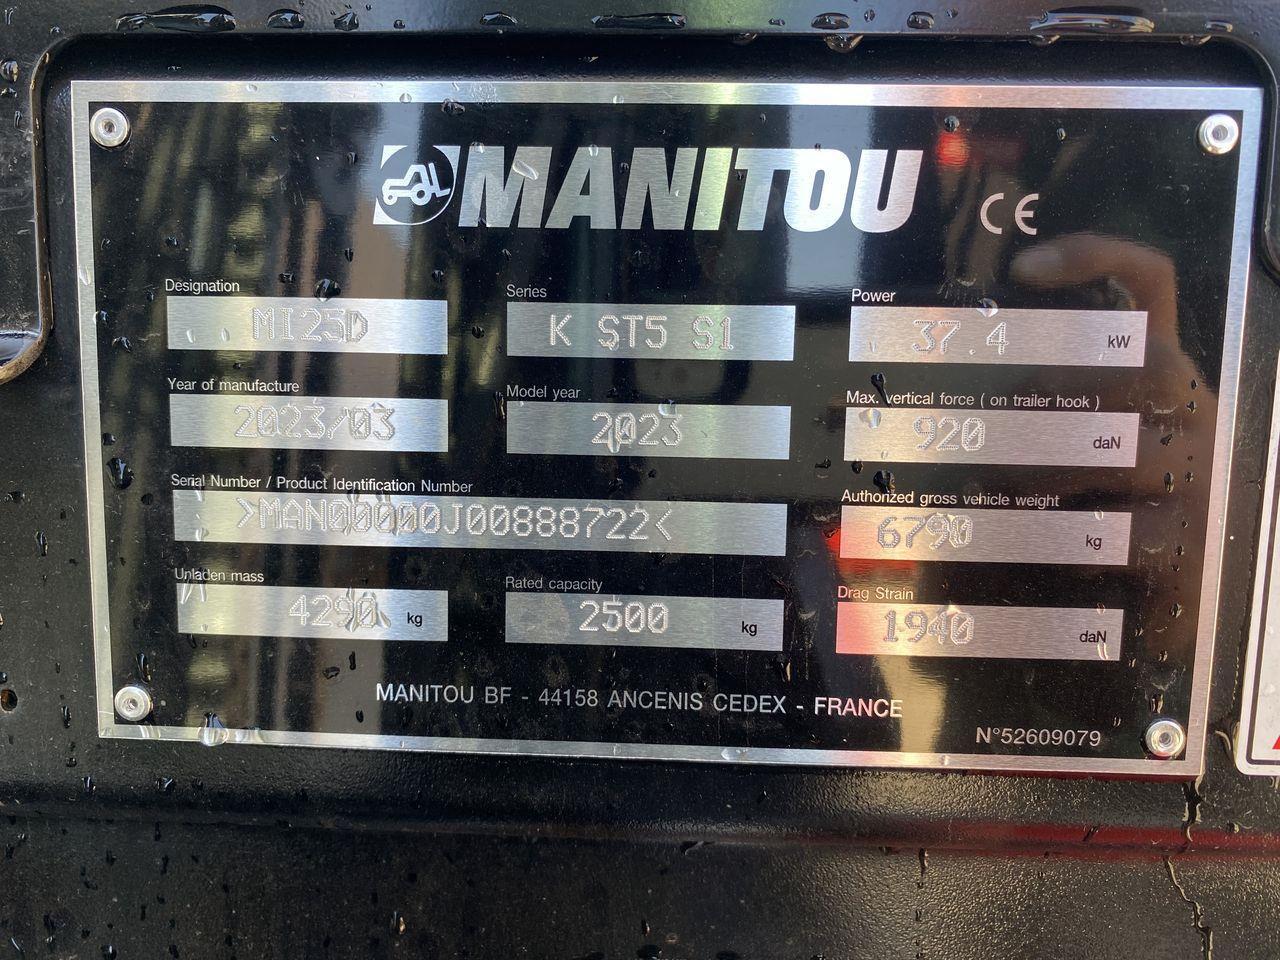 MANITOU CE
Designation Series Power
MI25D K ST5 S1 37.4 kW
Year of manufacture Model year Max. vertical force ( on trailer hook )
2023/03 2023 920 daN
Serial Number / Product Identification Number Authorized gross vehicle weight
>MAN00000J00888722< 6790 kg
Unladen mass Rated capacity Drag Strain
4290 kg 2500 kg 1940 daN
MANITOU BF - 44158 ANCENIS CEDEX - FRANCE
N°52609079